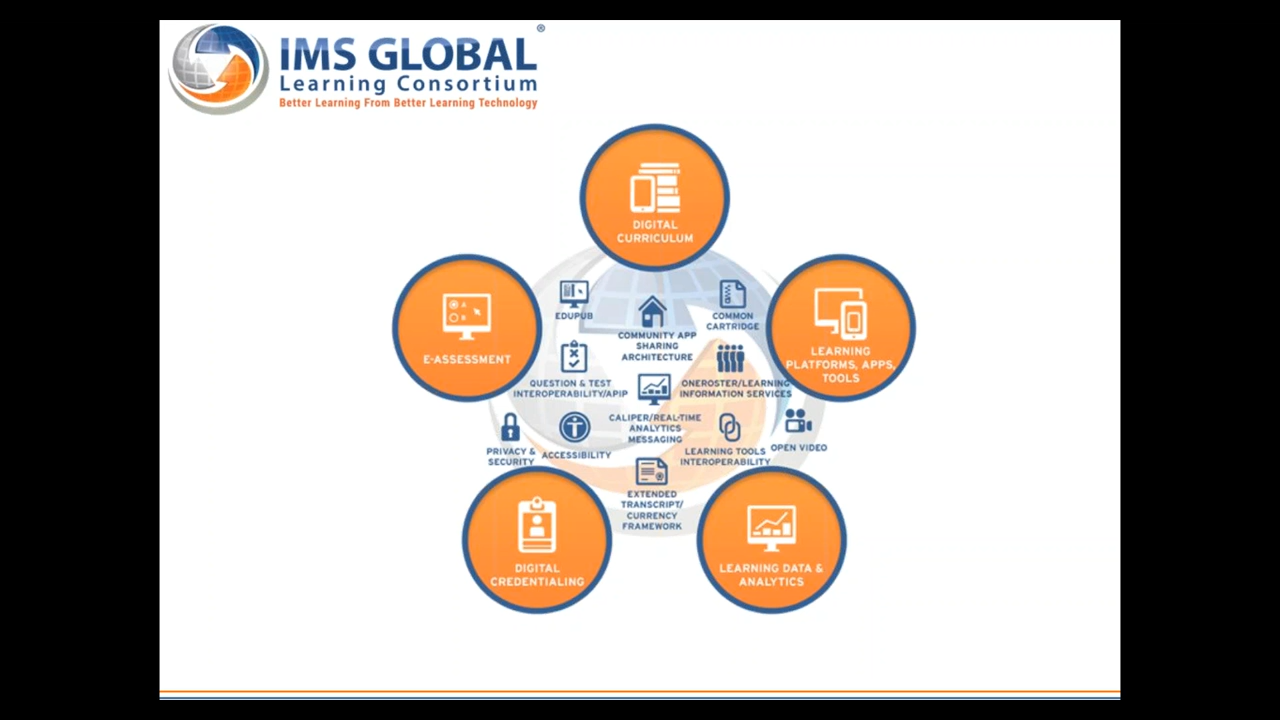 IMS GLOBAL®
Learning Consortium
Better Learning From Better Learning Technology
DIGITAL
CURRICULUM
E-ASSESSMENT
A
B
LEARNING
PLATFORMS, APPS,
TOOLS
EDUPUB
COMMUNITY APP
SHARING
ARCHITECTURE
COMMON
CARTRIDGE
QUESTION & TEST
INTEROPERABILITY/APIP
ONEROSTER/LEARNING
INFORMATION SERVICES
CALIPER/REAL-TIME
ANALYTICS
MESSAGING
PRIVACY &
SECURITY
ACCESSIBILITY
LEARNING TOOLS
INTEROPERABILITY
OPEN VIDEO
EXTENDED
TRANSCRIPT/
CURRENCY
FRAMEWORK
DIGITAL
CREDENTIALING
LEARNING DATA &
ANALYTICS